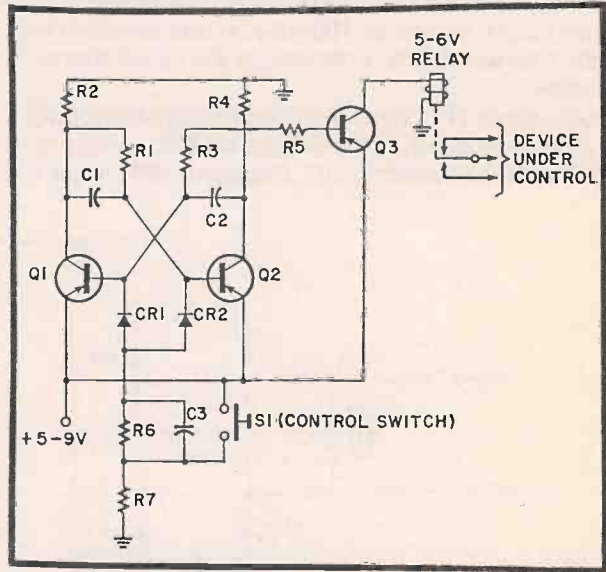 5-6V
RELAY
R2
R4
R1
R3
R5
Q3
DEVICE
UNDER
CONTROL
C1
C2
Q1
Q2
CR1
CR2
+5-9V
R6
C3
S1 (CONTROL SWITCH)
R7